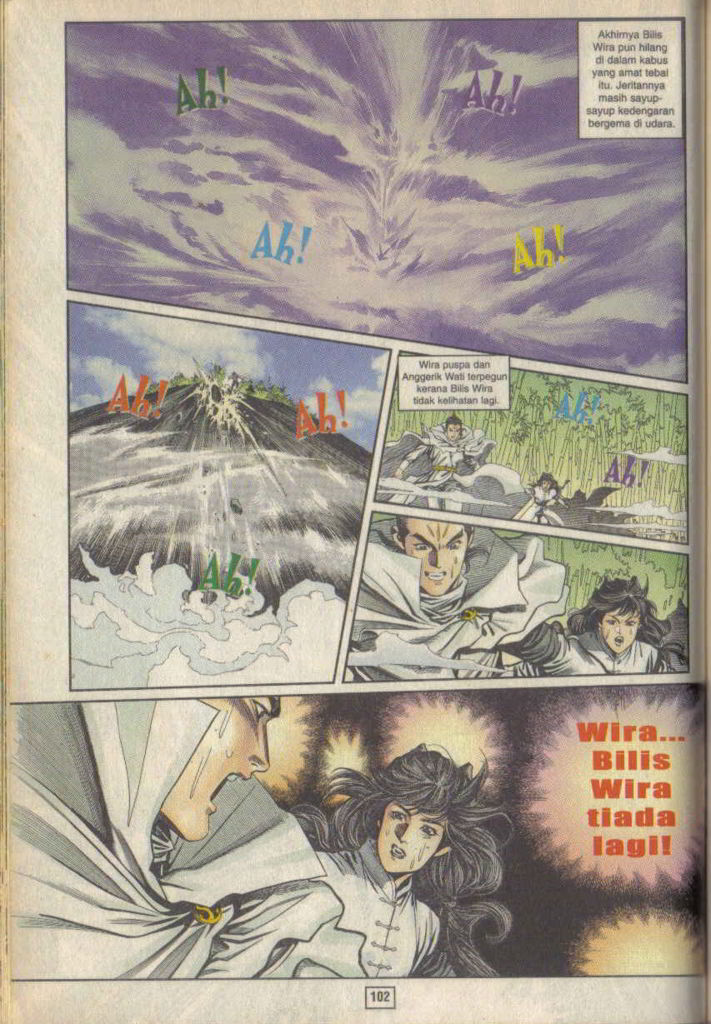 Akhirnya Bilis
Wira pun hilang
di dalam kabus
yang amat tebal
itu. Jeritannya
masih sayup-
sayup kedengaran
bergema di udara.
Ah!
Ah!
Ah!
Ah!
Ah!
Ah!
Ah!
Wira puspa dan
Anggerik Wati terpegun
kerana Bilis Wira
tidak kelihatan lagi.
Ah!
Ah!
Wira...
Bilis
Wira
tiada
lagi!
102